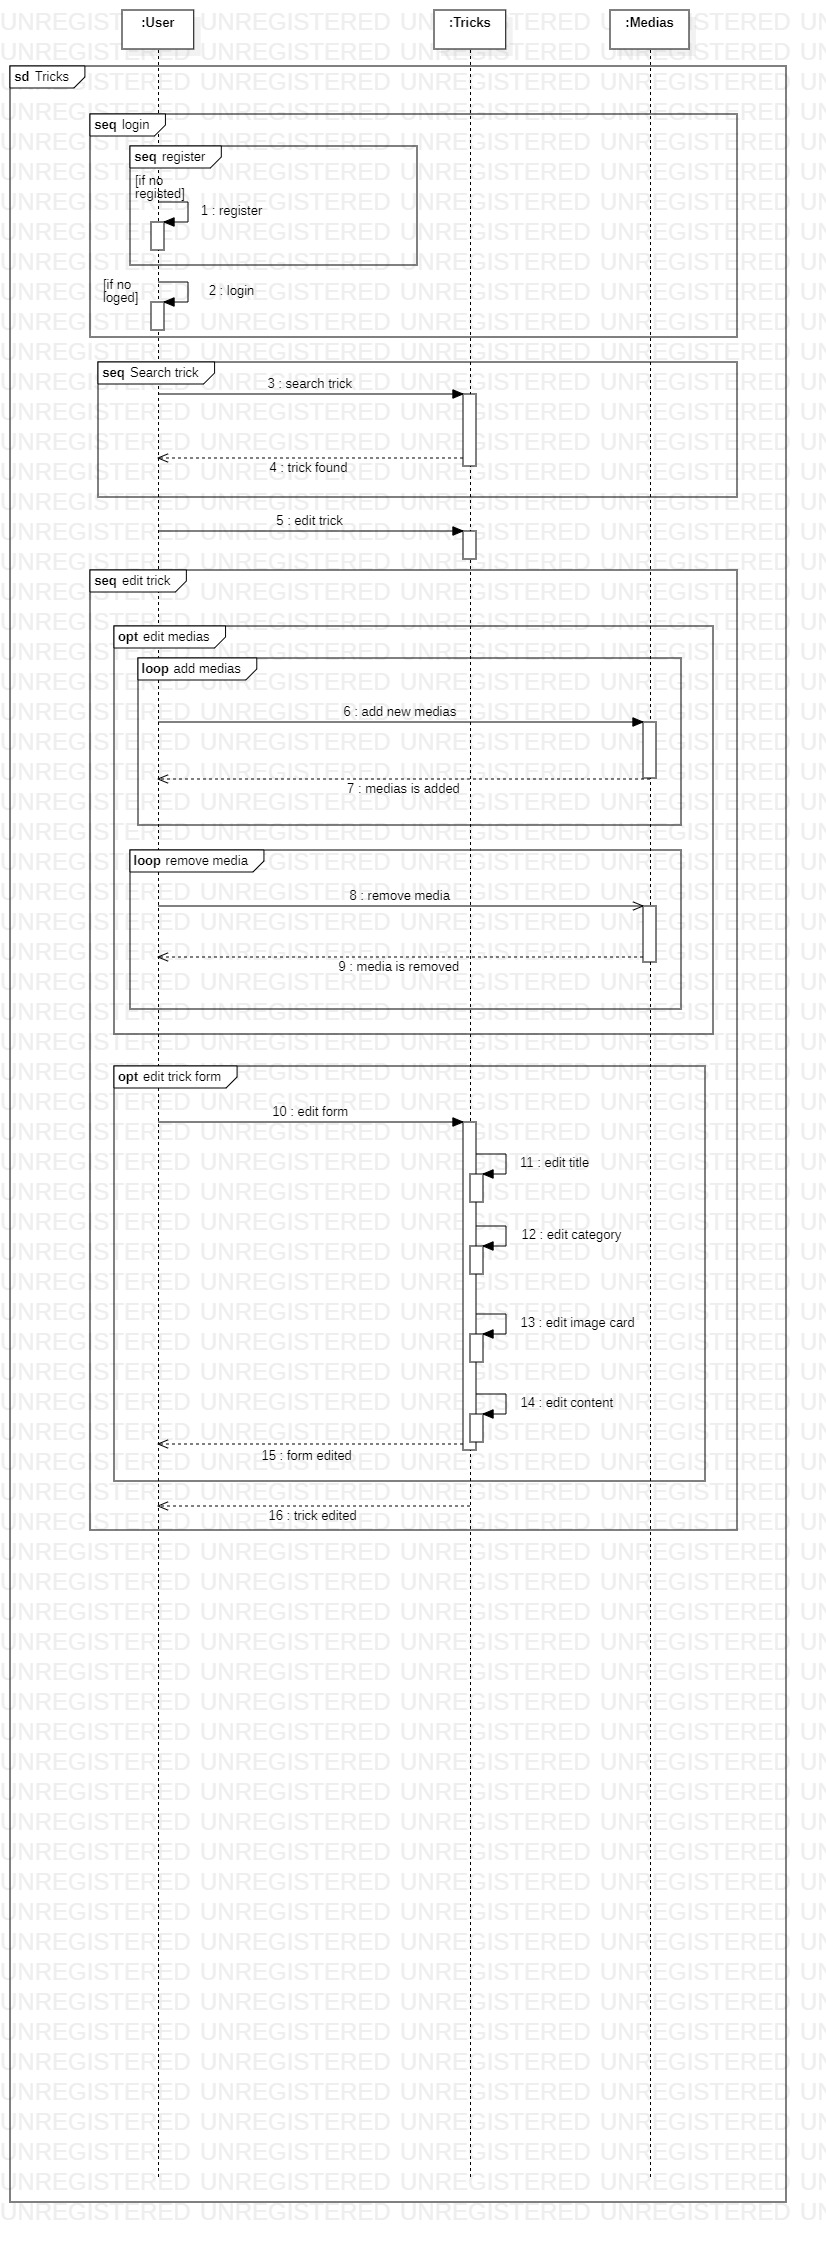 :User
:Tricks
:Medias
sd Tricks
seq login
seq register
[if no
registed]
1 : register
[if no
loged]
2 : login
seq Search trick
3 : search trick
4 : trick found
5 : edit trick
seq edit trick
opt edit medias
loop add medias
6 : add new medias
7 : medias is added
loop remove media
8 : remove media
9 : media is removed
opt edit trick form
10 : edit form
11 : edit title
12 : edit category
13 : edit image card
14 : edit content
15 : form edited
16 : trick edited
UNREGISTERED